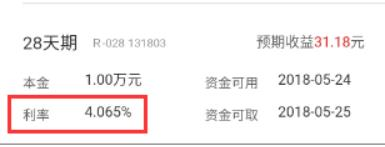 28天期 R-028 131803 预期收益31.18元
本金 1.00万元 资金可用 2018-05-24
利率 4.065% 资金可取 2018-05-25